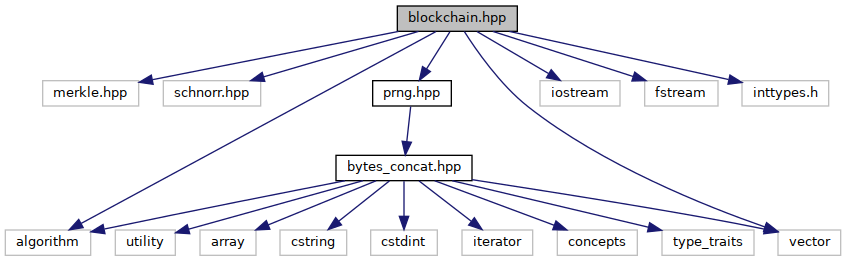 blockchain.hpp
merkle.hpp
schnorr.hpp
prng.hpp
iostream
fstream
inttypes.h
bytes_concat.hpp
algorithm
utility
array
cstring
cstdint
iterator
concepts
type_traits
vector